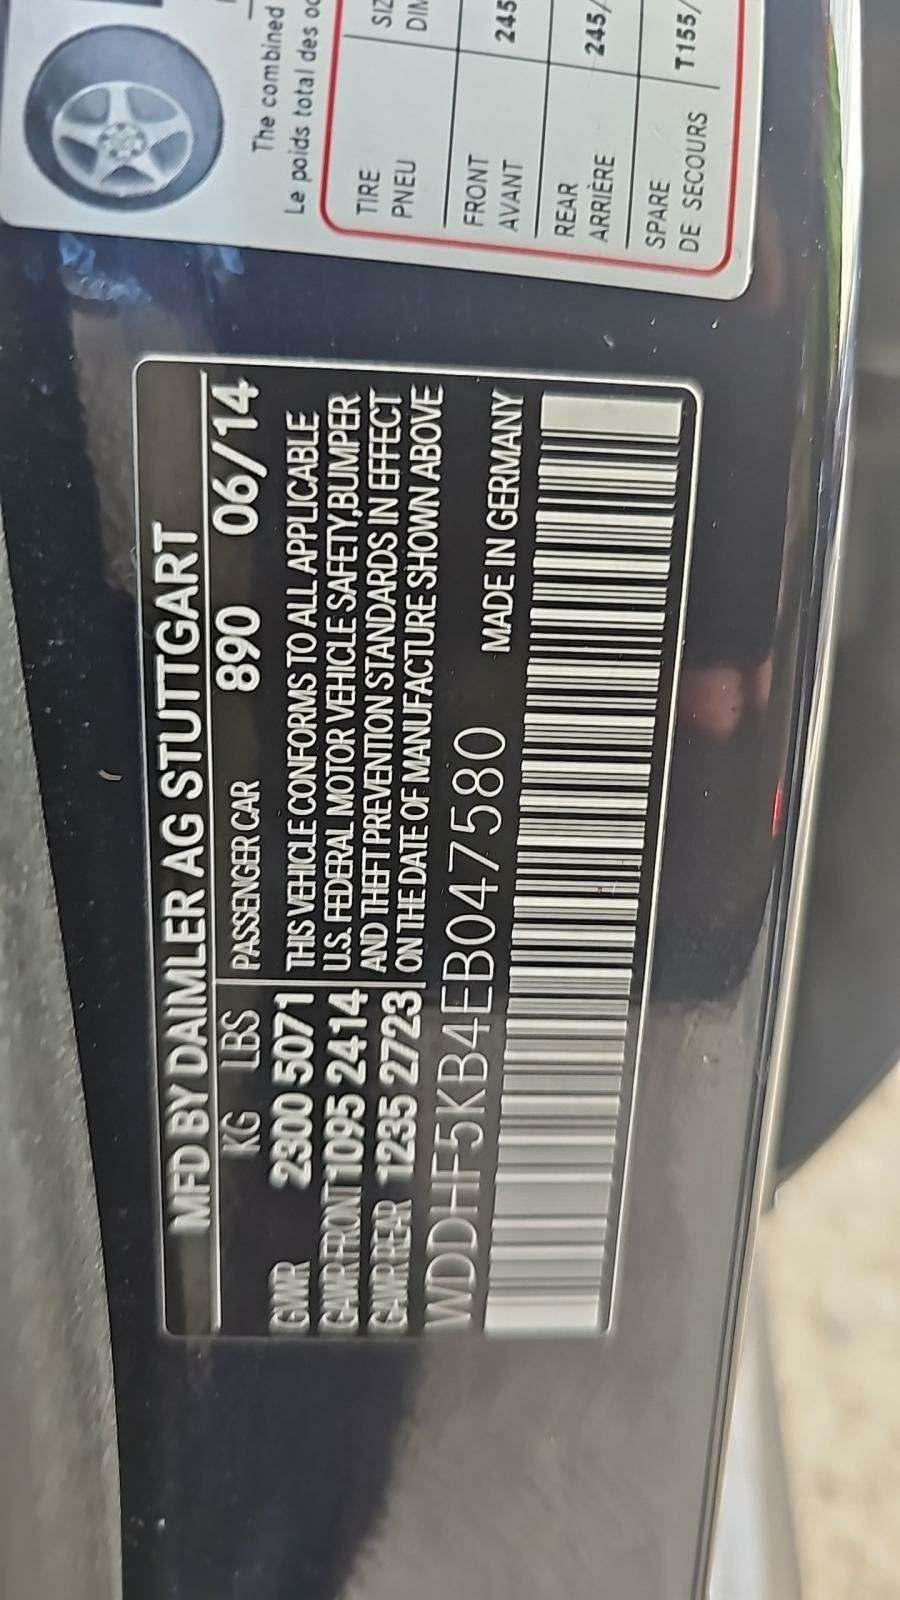 MFD BY DAIMLER AG STUTTGART
KG LBS PASSENGER CAR 890 06/14
GVWR 2300 5071 THIS VEHICLE CONFORMS TO ALL APPLICABLE
GAWR FRONT 1095 2414 U.S. FEDERAL MOTOR VEHICLE SAFETY,BUMPER
GAWR REAR 1235 2723 AND THEFT PREVENTION STANDARDS IN EFFECT
ON THE DATE OF MANUFACTURE SHOWN ABOVE
WDDHF5KB4EB047580 MADE IN GERMANY
The combined
Le poids total des
TIRE
PNEU
FRONT 245
AVANT
REAR 245/
ARRIÈRE
SPARE T155/
DE SECOURS